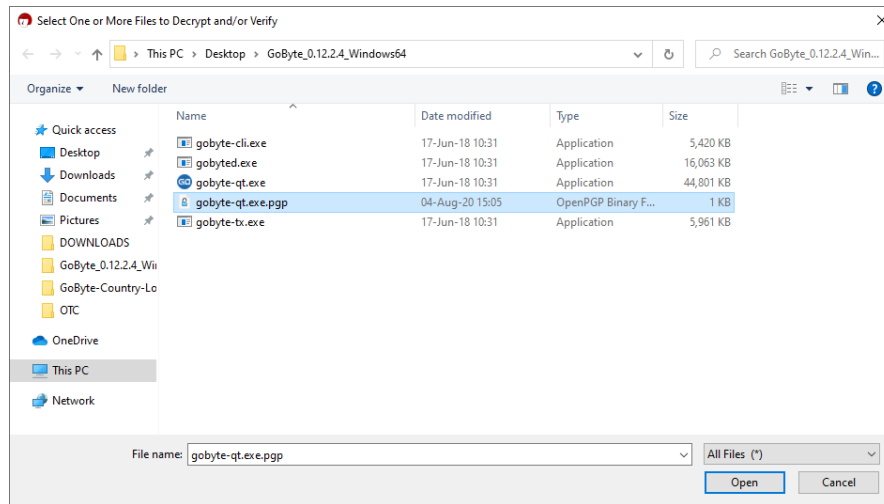 Select One or More Files to Decrypt and/or Verify
This PC > Desktop > GoByte_0.12.2.4_Windows64
Search GoByte_0.12.2.4_Win...
Organize New folder
Name Date modified Type Size
Quick access
Desktop
Downloads
Documents
Pictures
DOWNLOADS
GoByte_0.12.2.4_Wi
GoByte-Country-Lo
OTC
OneDrive
This PC
Network
gobyte-cli.exe 17-Jun-18 10:31 Application 5,420 KB
gobyted.exe 17-Jun-18 10:31 Application 16,063 KB
GO gobyte-qt.exe 17-Jun-18 10:31 Application 44,801 KB
gobyte-qt.exe.pgp 04-Aug-20 15:05 OpenPGP Binary F... 1 KB
gobyte-tx.exe 17-Jun-18 10:31 Application 5,961 KB
File name: gobyte-qt.exe.pgp All Files (*)
Open Cancel